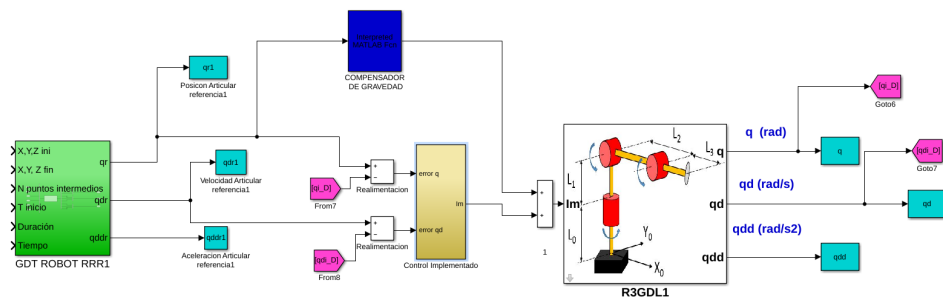 X,Y,Z ini
X,Y, Z fin
N puntos intermedios
T inicio
Duración
Tiempo
qr
qdr
qddr
GDT ROBOT RRR1
qr1
Posicon Articular
referencia1
qdr1
Velocidad Articular
referencia1
qddr1
Aceleracion Articular
referencia1
COMPENSADOR
DE GRAVEDAD
[qi_D]
From7
+
−
Realimentacion
[qdi_D]
From8
+
−
Realimentacion
error q
error qd
Im
Control Implementado
+
+
1
Im
L1
L0
L2
L3
Y0
X0
q
qd
qdd
R3GDL1
q (rad)
qd (rad/s)
qdd (rad/s2)
[qi_D]
Goto6
q
[qdi_D]
Goto7
qd
qdd